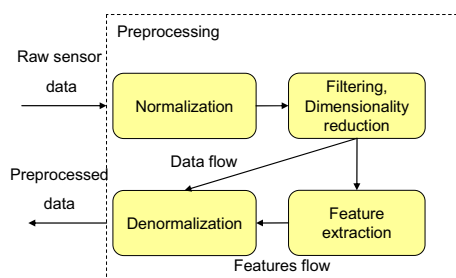 Preprocessing
Raw sensor
data
Normalization
Filtering,
Dimensionality
reduction
Data flow
Preprocessed
data
Denormalization
Feature
extraction
Features flow